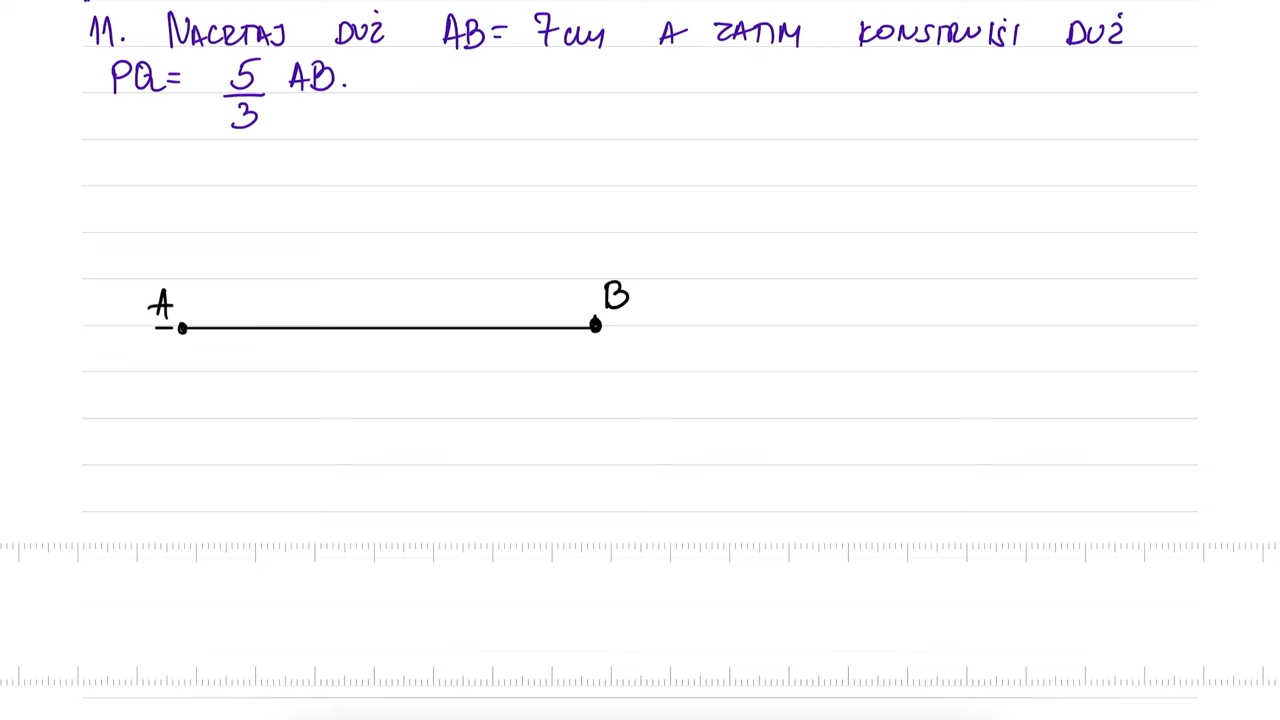 11. NACRTAJ DUŽ AB= 7cm A ZATIM KONSTRUIŠI DUŽ
PQ= 5/3 AB.
A B